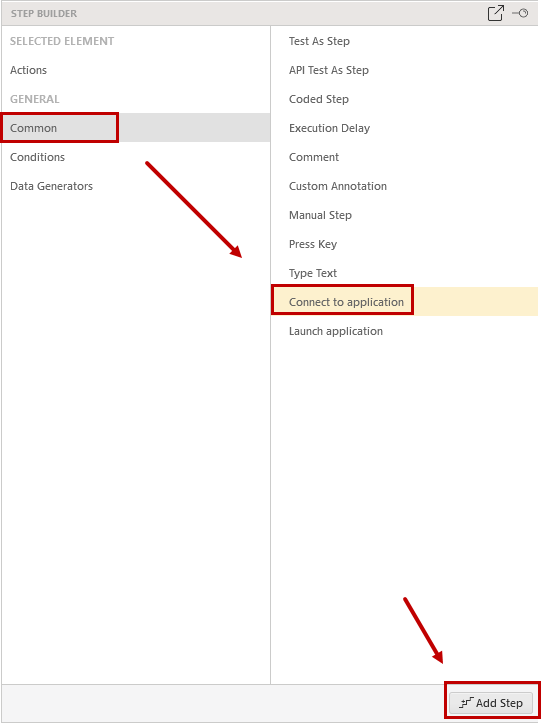 STEP BUILDER
SELECTED ELEMENT
Actions
GENERAL
Common
Conditions
Data Generators
Test As Step
API Test As Step
Coded Step
Execution Delay
Comment
Custom Annotation
Manual Step
Press Key
Type Text
Connect to application
Launch application
Add Step